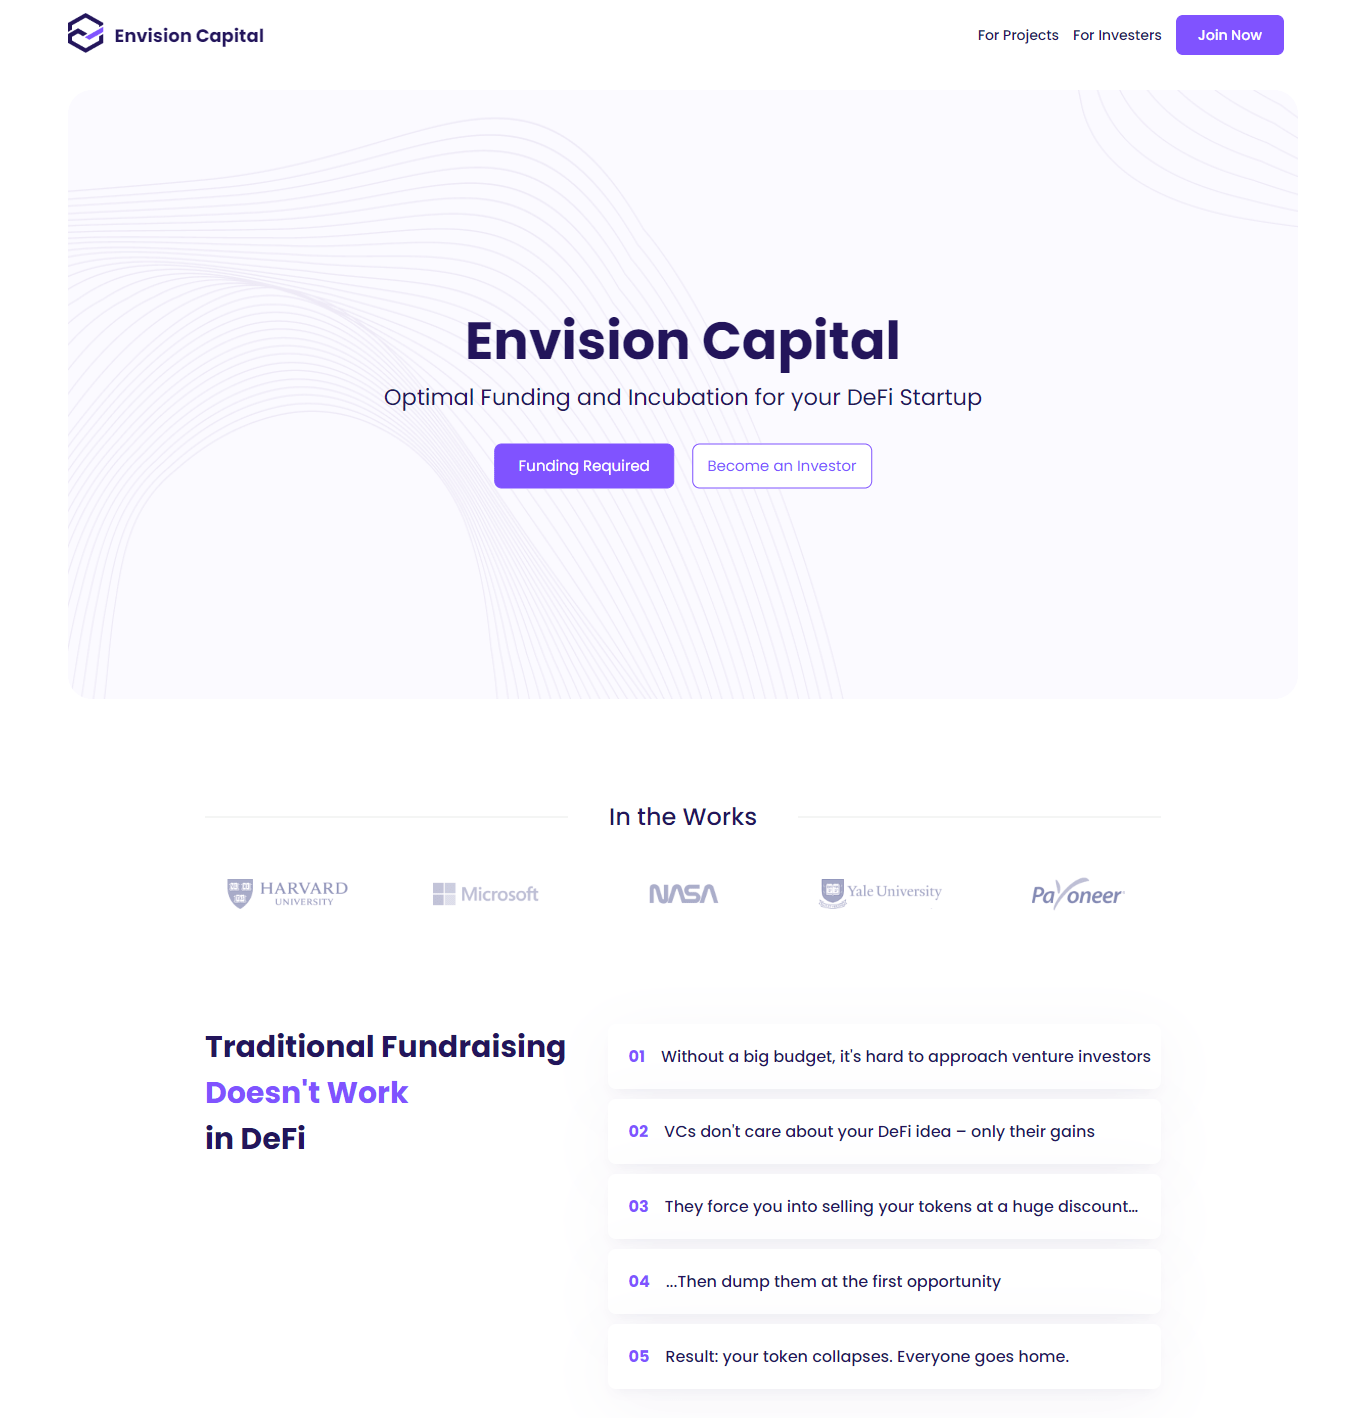 Envision Capital
For Projects
For Investers
Join Now
Envision Capital
Optimal Funding and Incubation for your DeFi Startup
Funding Required
Become an Investor
In the Works
HARVARD
UNIVERSITY
Microsoft
NASA
Yale University
Payoneer
Traditional Fundraising
Doesn't Work
in DeFi
01 Without a big budget, it's hard to approach venture investors
02 VCs don't care about your DeFi idea – only their gains
03 They force you into selling your tokens at a huge discount...
04 ...Then dump them at the first opportunity
05 Result: your token collapses. Everyone goes home.